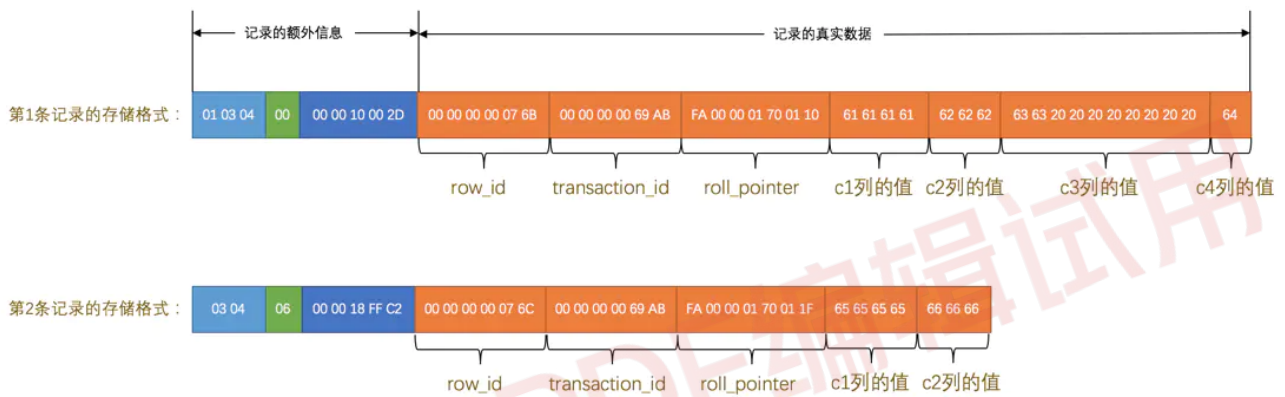 记录的额外信息 记录的真实数据
第1条记录的存储格式： 01 03 04 00 00 00 10 00 2D 00 00 00 00 07 6B 00 00 00 00 69 AB FA 00 00 01 70 01 10 61 61 61 61 62 62 62 63 63 20 20 20 20 20 20 20 20 64
row_id transaction_id roll_pointer c1列的值 c2列的值 c3列的值 c4列的值
第2条记录的存储格式： 03 04 06 00 00 18 FF C2 00 00 00 00 07 6C 00 00 00 00 69 AB FA 00 00 01 70 01 1F 65 65 65 65 66 66 66
row_id transaction_id roll_pointer c1列的值 c2列的值
PDF编辑试用